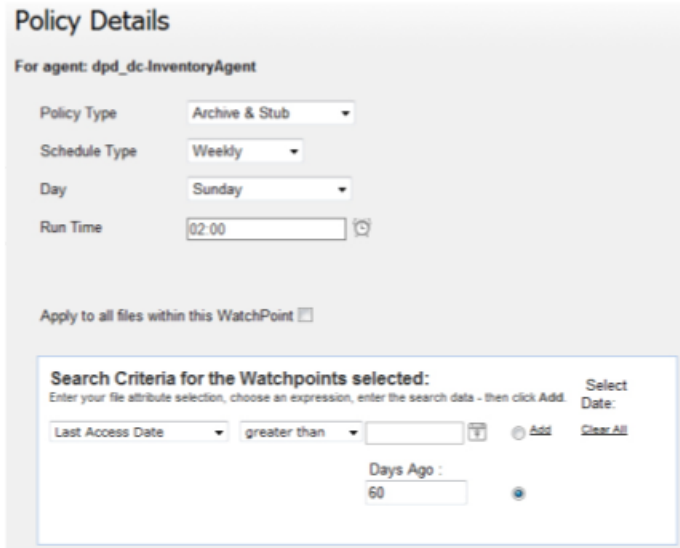 Policy Details
For agent: dpd_dc-InventoryAgent
Policy Type Archive & Stub
Schedule Type Weekly
Day Sunday
Run Time 02:00
Apply to all files within this WatchPoint
Search Criteria for the Watchpoints selected:
Enter your file attribute selection, choose an expression, enter the search data - then click Add.
Select Date:
Last Access Date greater than Add Clear All
Days Ago :
60